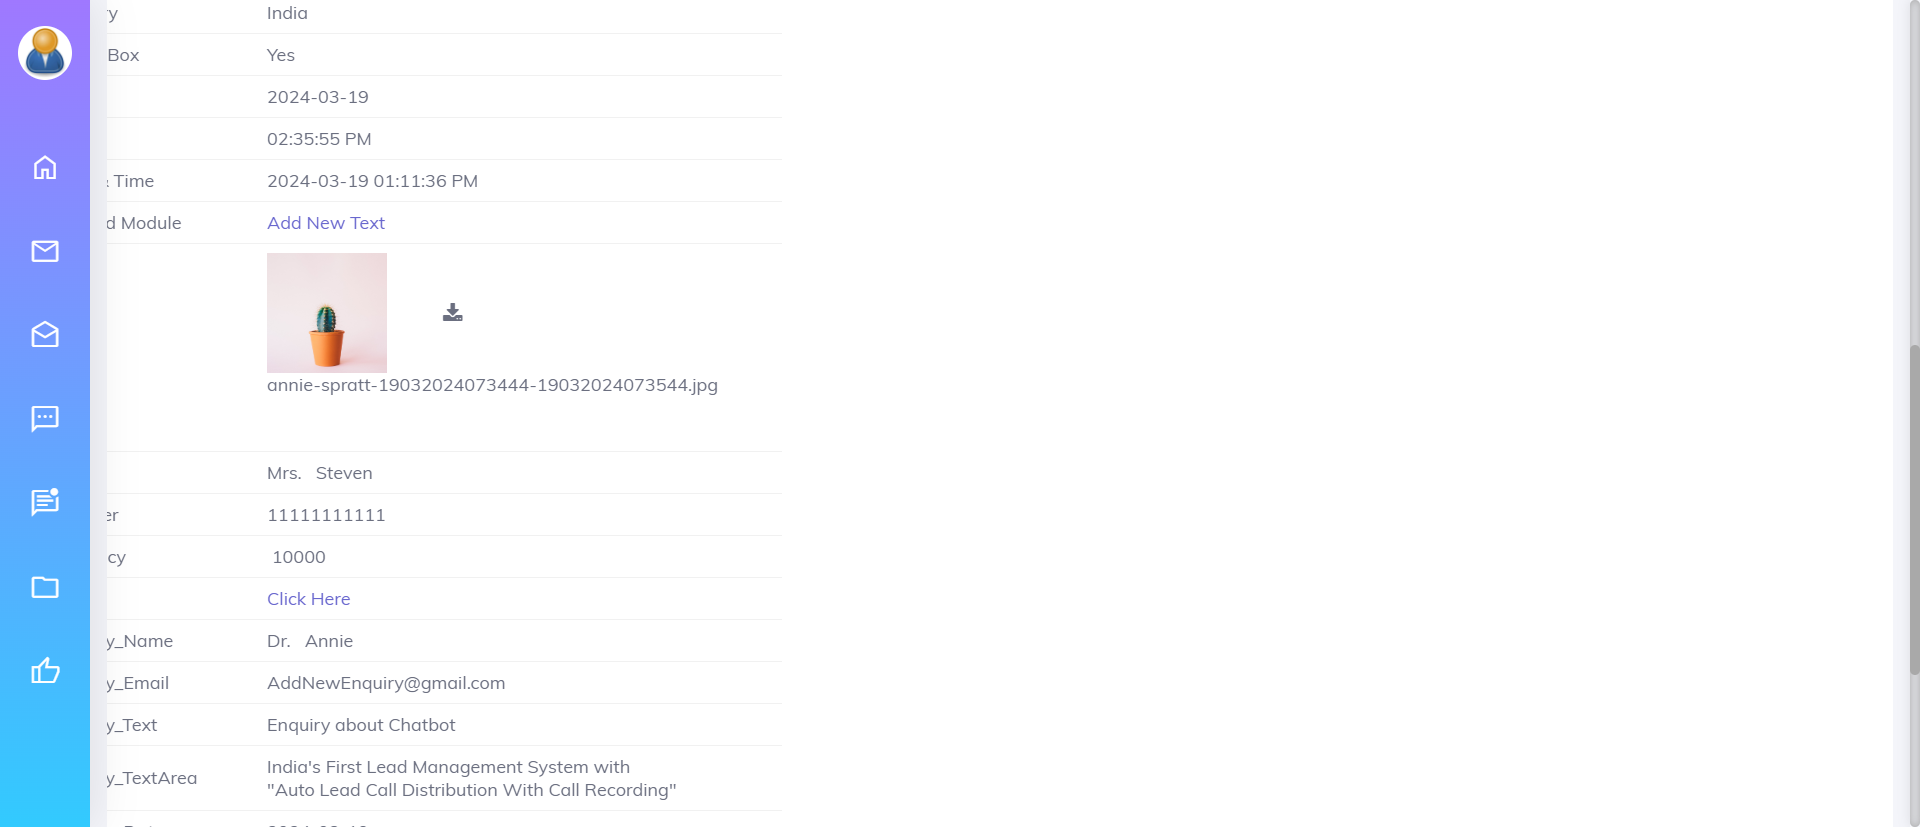 y India
Box Yes
2024-03-19
02:35:55 PM
Time 2024-03-19 01:11:36 PM
d Module Add New Text
annie-spratt-19032024073444-19032024073544.jpg
Mrs. Steven
er 11111111111
cy 10000
Click Here
y_Name Dr. Annie
y_Email AddNewEnquiry@gmail.com
y_Text Enquiry about Chatbot
y_TextArea India's First Lead Management System with
"Auto Lead Call Distribution With Call Recording"